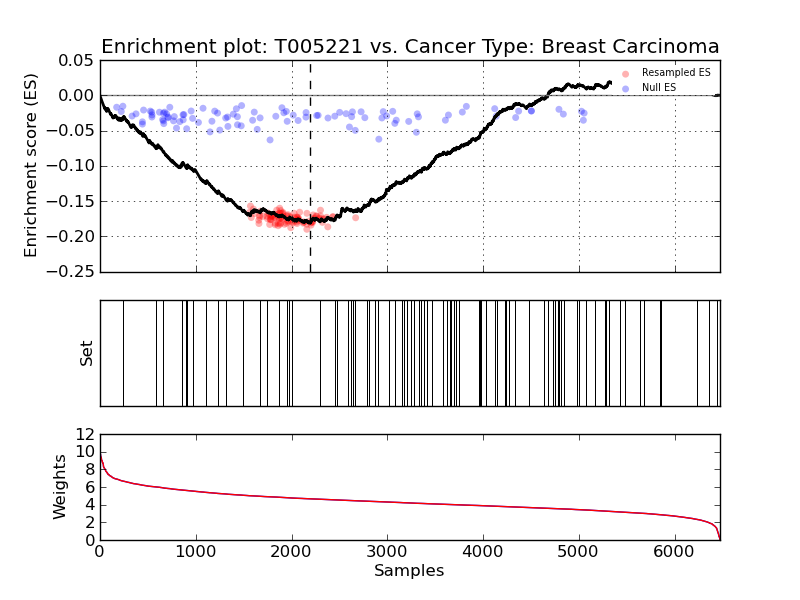 Enrichment plot: T005221 vs. Cancer Type: Breast Carcinoma
0.05
0.00
−0.05
−0.10
−0.15
−0.20
−0.25
Enrichment score (ES)
Resampled ES
Null ES
Set
12
10
8
6
4
2
0
Weights
0 1000 2000 3000 4000 5000 6000
Samples